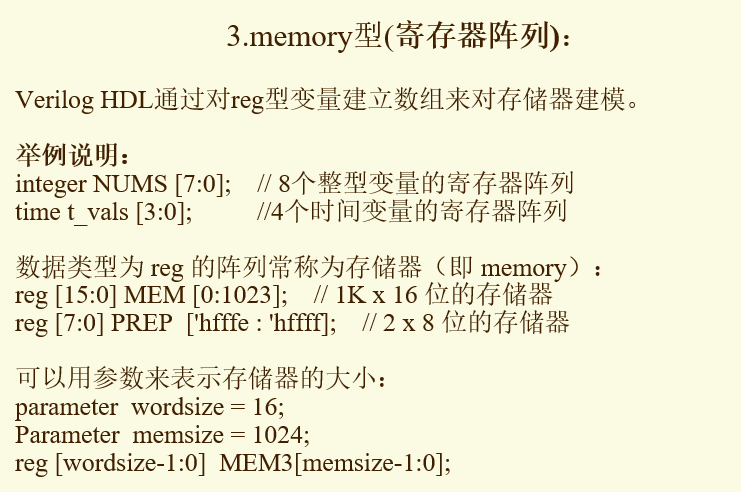 3.memory型(寄存器阵列)：
Verilog HDL通过对reg型变量建立数组来对存储器建模。
举例说明：
integer NUMS [7:0]; // 8个整型变量的寄存器阵列
time t_vals [3:0]; //4个时间变量的寄存器阵列
数据类型为 reg 的阵列常称为存储器（即 memory）：
reg [15:0] MEM [0:1023]; // 1K x 16 位的存储器
reg [7:0] PREP ['hfffe : 'hffff]; // 2 x 8 位的存储器
可以用参数来表示存储器的大小：
parameter wordsize = 16;
Parameter memsize = 1024;
reg [wordsize-1:0] MEM3[memsize-1:0];